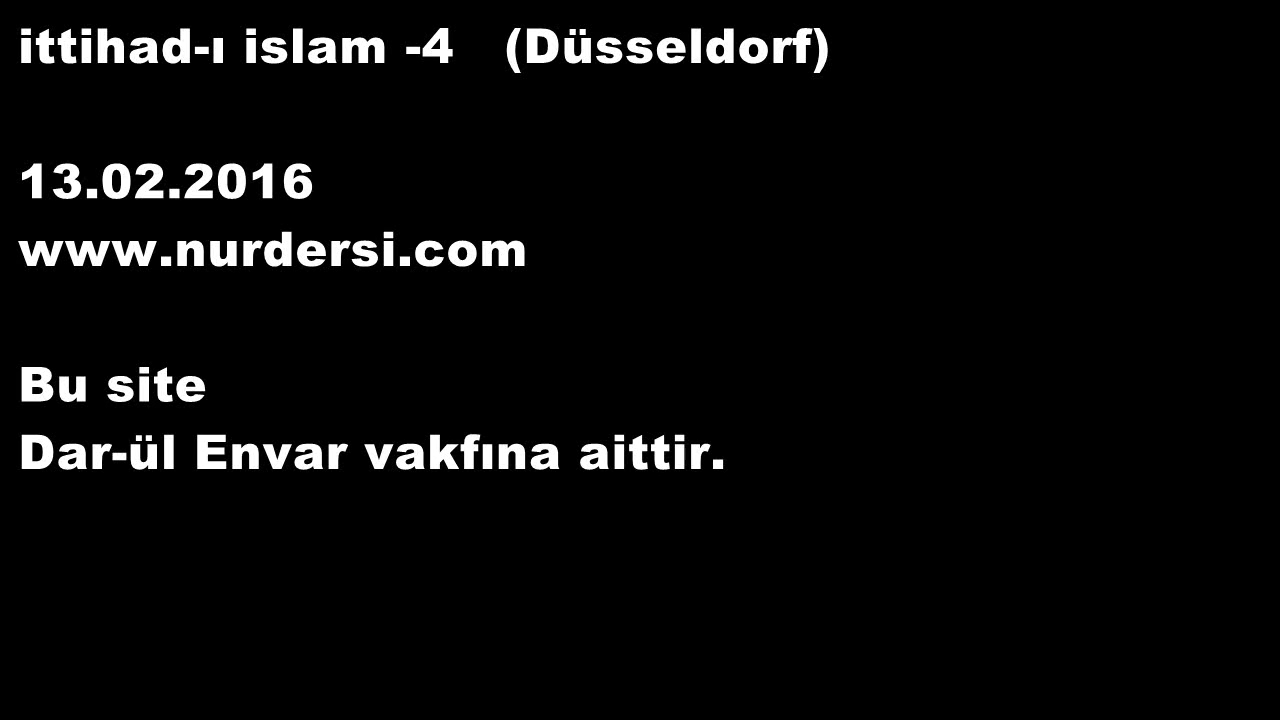 ittihad-ı islam -4 (Düsseldorf)
13.02.2016
www.nurdersi.com
Bu site
Dar-ül Envar vakfına aittir.